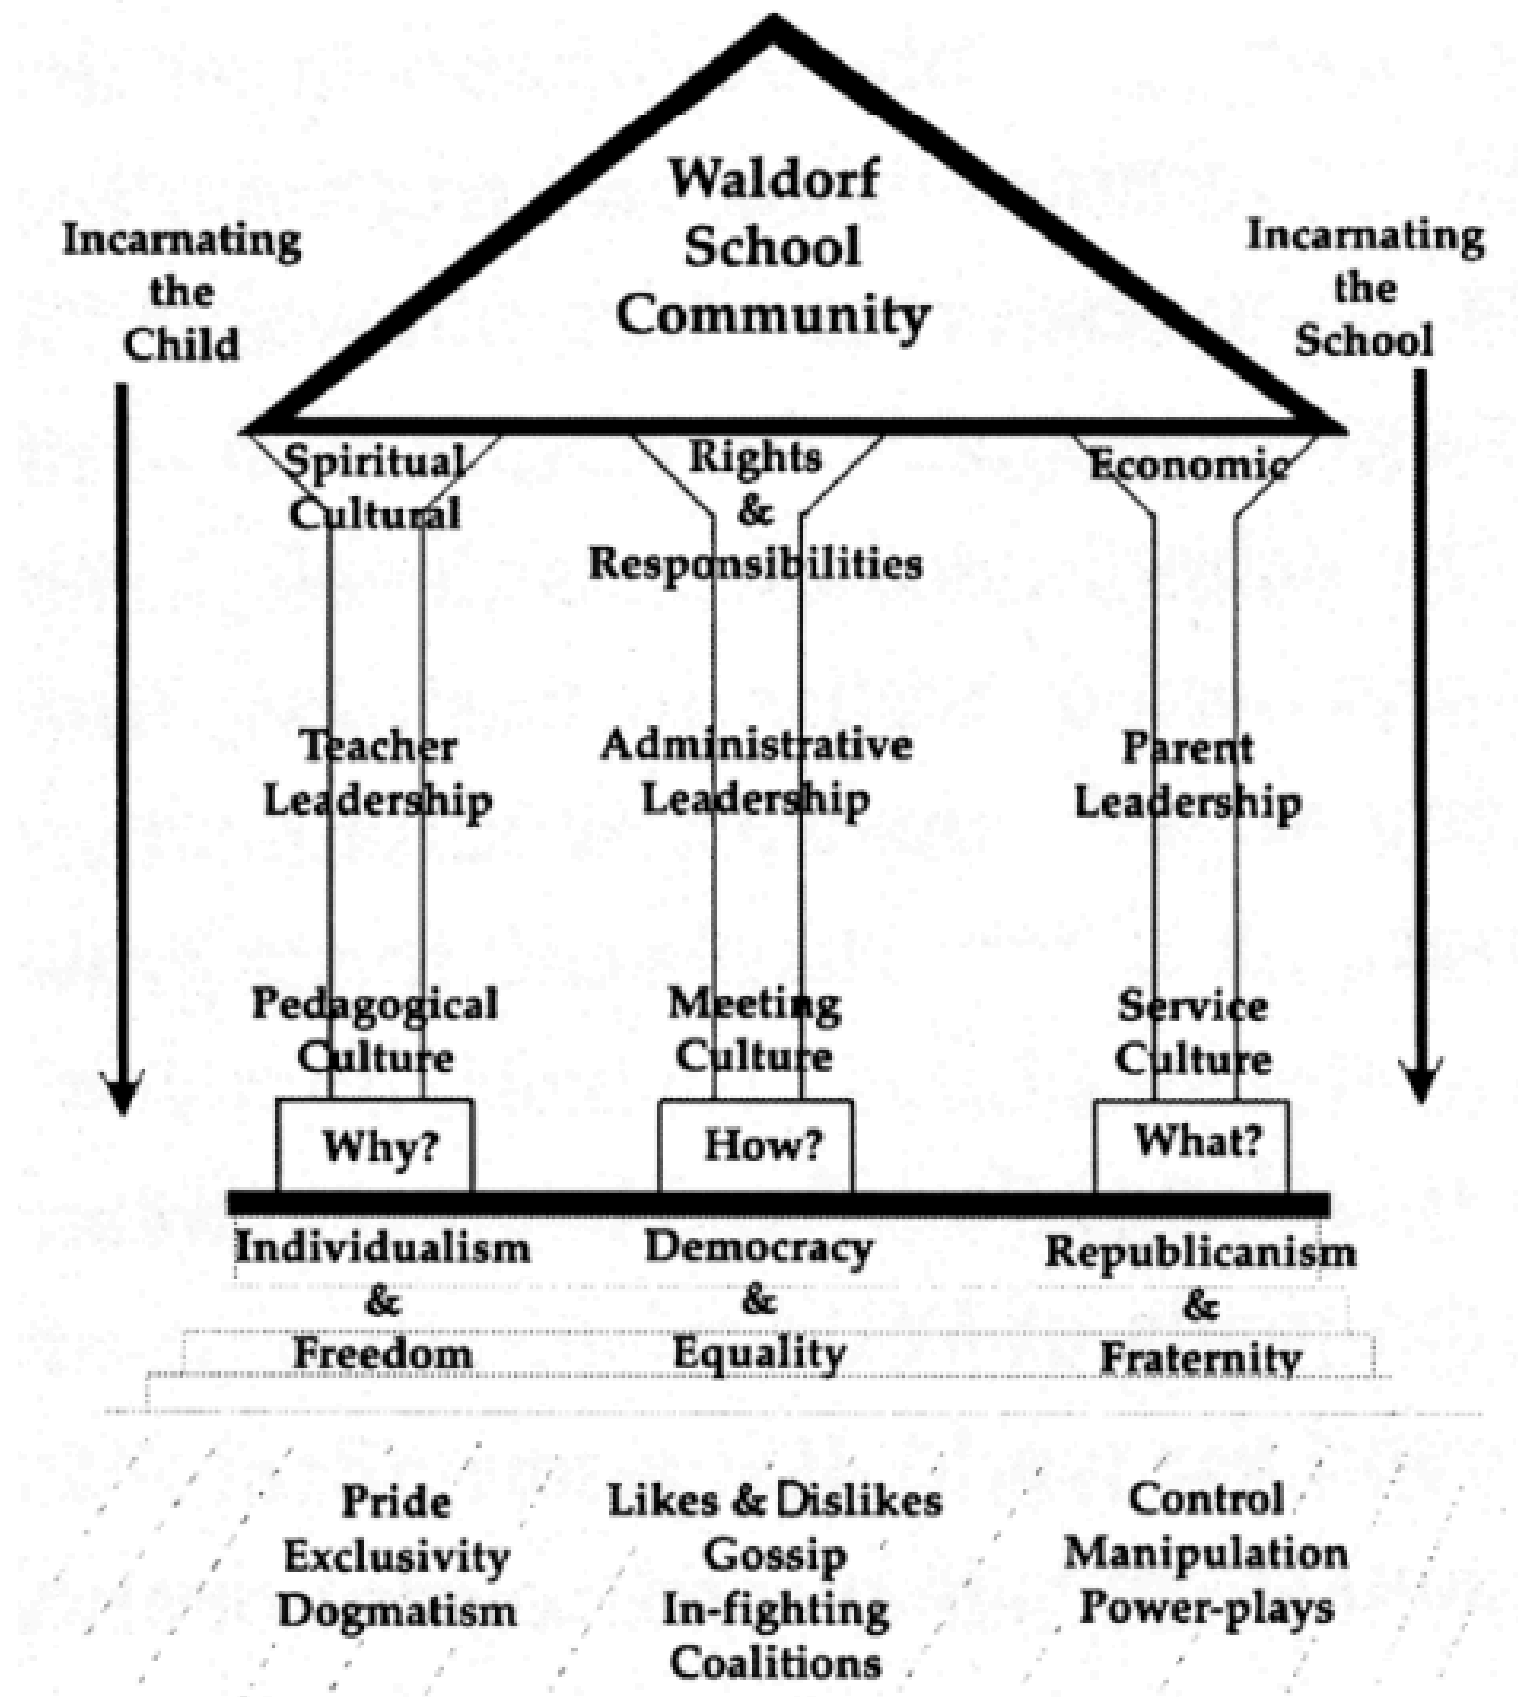 Waldorf
School
Community
Incarnating
the
Child
Incarnating
the
School
Spiritual
Cultural
Rights
&
Responsibilities
Economic
Teacher
Leadership
Administrative
Leadership
Parent
Leadership
Pedagogical
Culture
Meeting
Culture
Service
Culture
Why?
How?
What?
Individualism
&
Freedom
Democracy
&
Equality
Republicanism
&
Fraternity
Pride
Exclusivity
Dogmatism
Likes & Dislikes
Gossip
In-fighting
Coalitions
Control
Manipulation
Power-plays